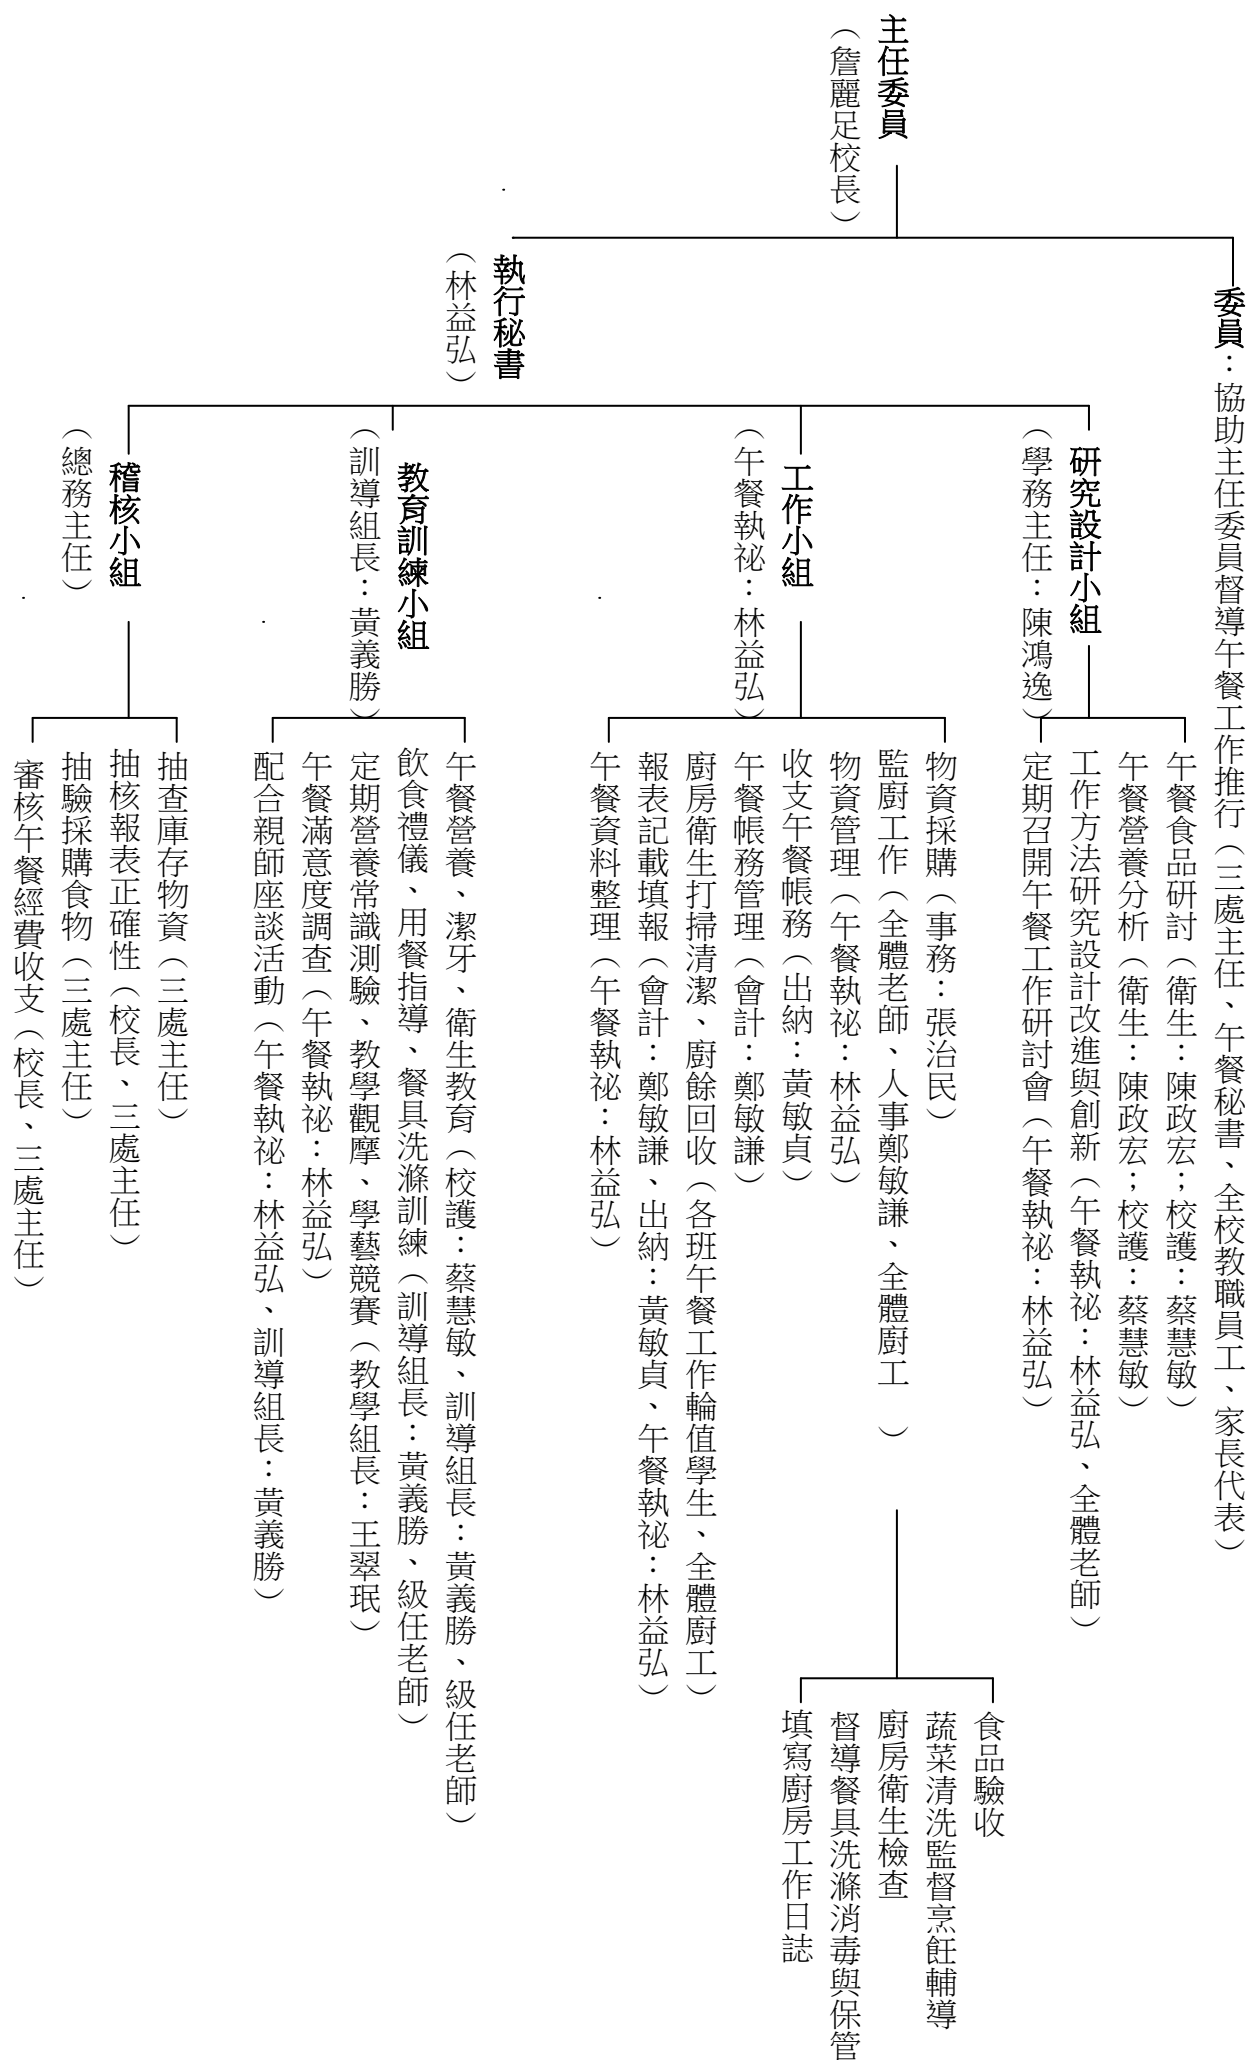 主任委員
（詹麗足校長）
委員：協助主任委員督導午餐工作推行（三處主任、午餐秘書、全校教職員工、家長代表）
執行秘書
（林益弘）
研究設計小組
（學務主任：陳鴻逸）
午餐食品研討（衛生：陳政宏；校護：蔡慧敏）
午餐營養分析（衛生：陳政宏；校護：蔡慧敏）
工作方法研究設計改進與創新（午餐執祕：林益弘、全體老師）
定期召開午餐工作研討會（午餐執祕：林益弘）
工作小組
（午餐執祕：林益弘）
物資採購（事務：張治民）
監廚工作（全體老師、人事鄭敏謙、全體廚工　）
食品驗收
蔬菜清洗監督烹飪輔導
廚房衛生檢查
督導餐具洗滌消毒與保管
填寫廚房工作日誌
物資管理（午餐執祕：林益弘）
收支午餐帳務（出納：黃敏貞）
午餐帳務管理（會計：鄭敏謙）
廚房衛生打掃清潔、廚餘回收（各班午餐工作輪值學生、全體廚工）
報表記載填報（會計：鄭敏謙、出納：黃敏貞、午餐執祕：林益弘）
午餐資料整理（午餐執祕：林益弘）
教育訓練小組
（訓導組長：黃義勝）
午餐營養、潔牙、衛生教育（校護：蔡慧敏、訓導組長：黃義勝、級任老師）
飲食禮儀、用餐指導、餐具洗滌訓練（訓導組長：黃義勝、級任老師）
定期營養常識測驗、教學觀摩、學藝競賽（教學組長：王翠珉）
午餐滿意度調查（午餐執祕：林益弘）
配合親師座談活動（午餐執祕：林益弘、訓導組長：黃義勝）
稽核小組
（總務主任）
抽查庫存物資（三處主任）
抽核報表正確性（校長、三處主任）
抽驗採購食物（三處主任）
審核午餐經費收支（校長、三處主任）